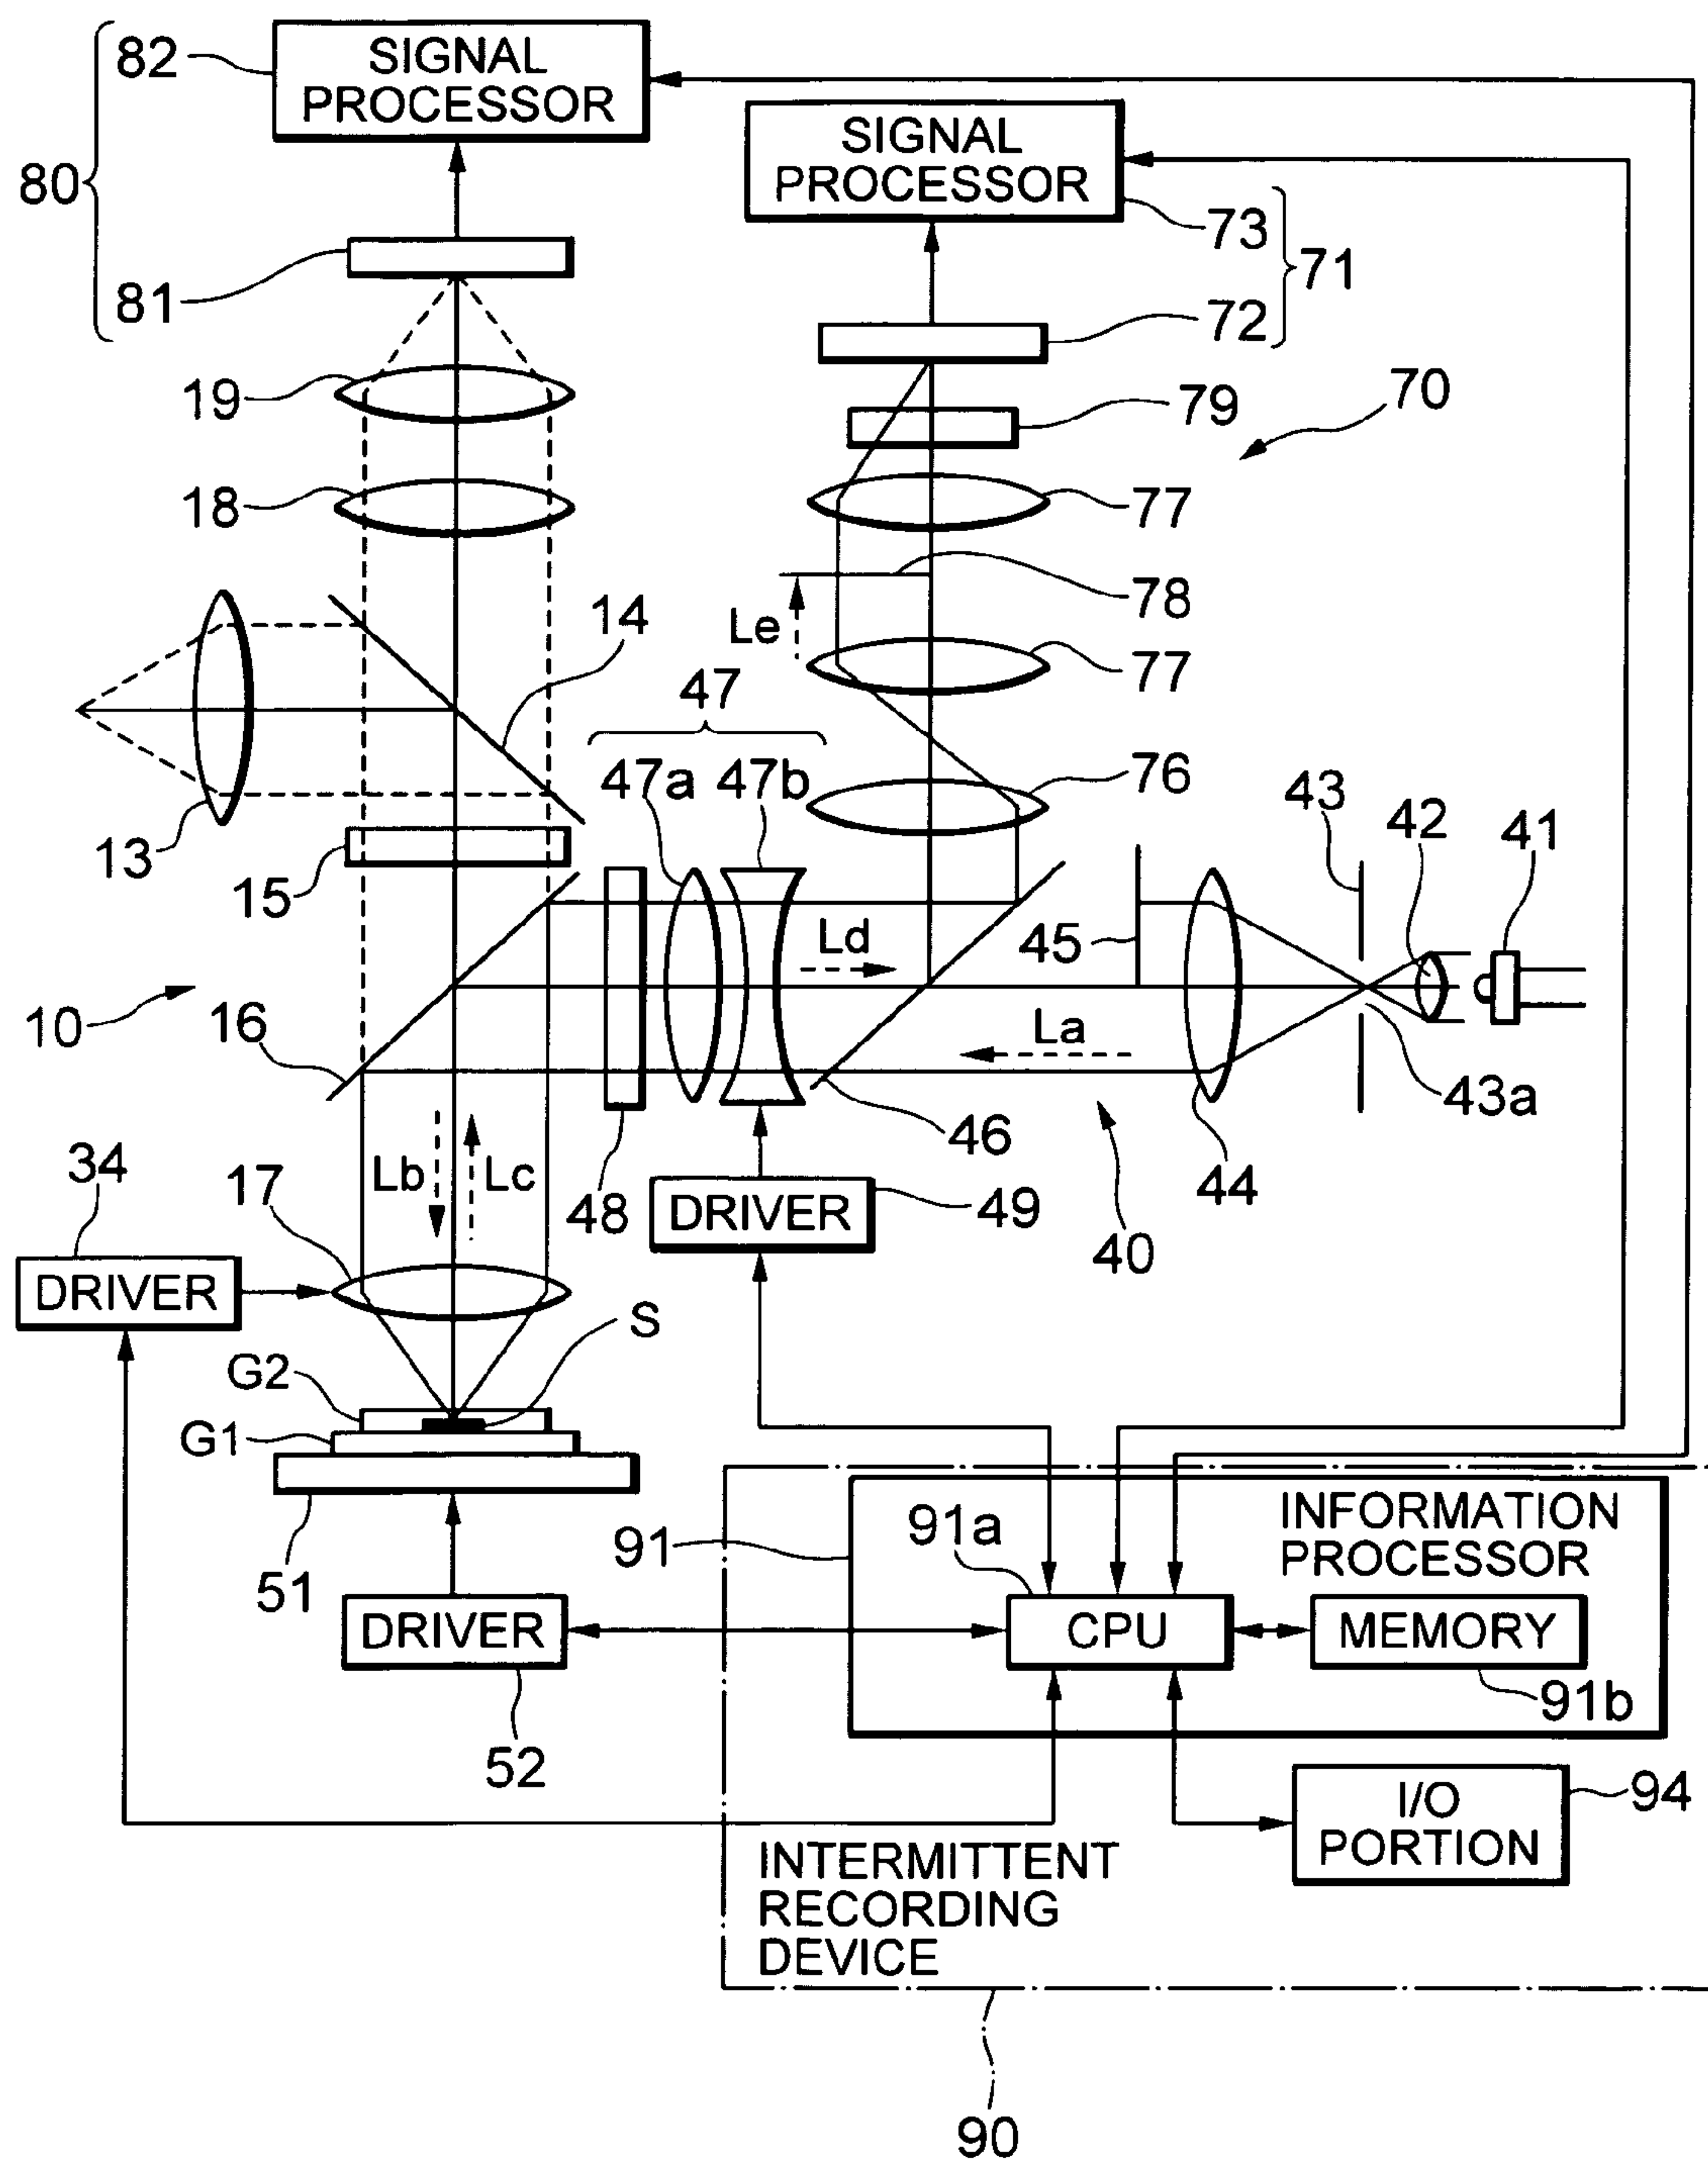 82
SIGNAL
PROCESSOR
80
SIGNAL
PROCESSOR
73
71
81
72
19
79
70
18
77
78
14
Le
77
47
47a
47b
76
43
42
41
13
15
Ld
45
10
16
La
43a
46
44
34
17
Lb
Lc
48
DRIVER
49
40
DRIVER
S
G2
G1
51
91
91a
INFORMATION
PROCESSOR
DRIVER
CPU
MEMORY
91b
52
I/O
PORTION
94
INTERMITTENT
RECORDING
DEVICE
90